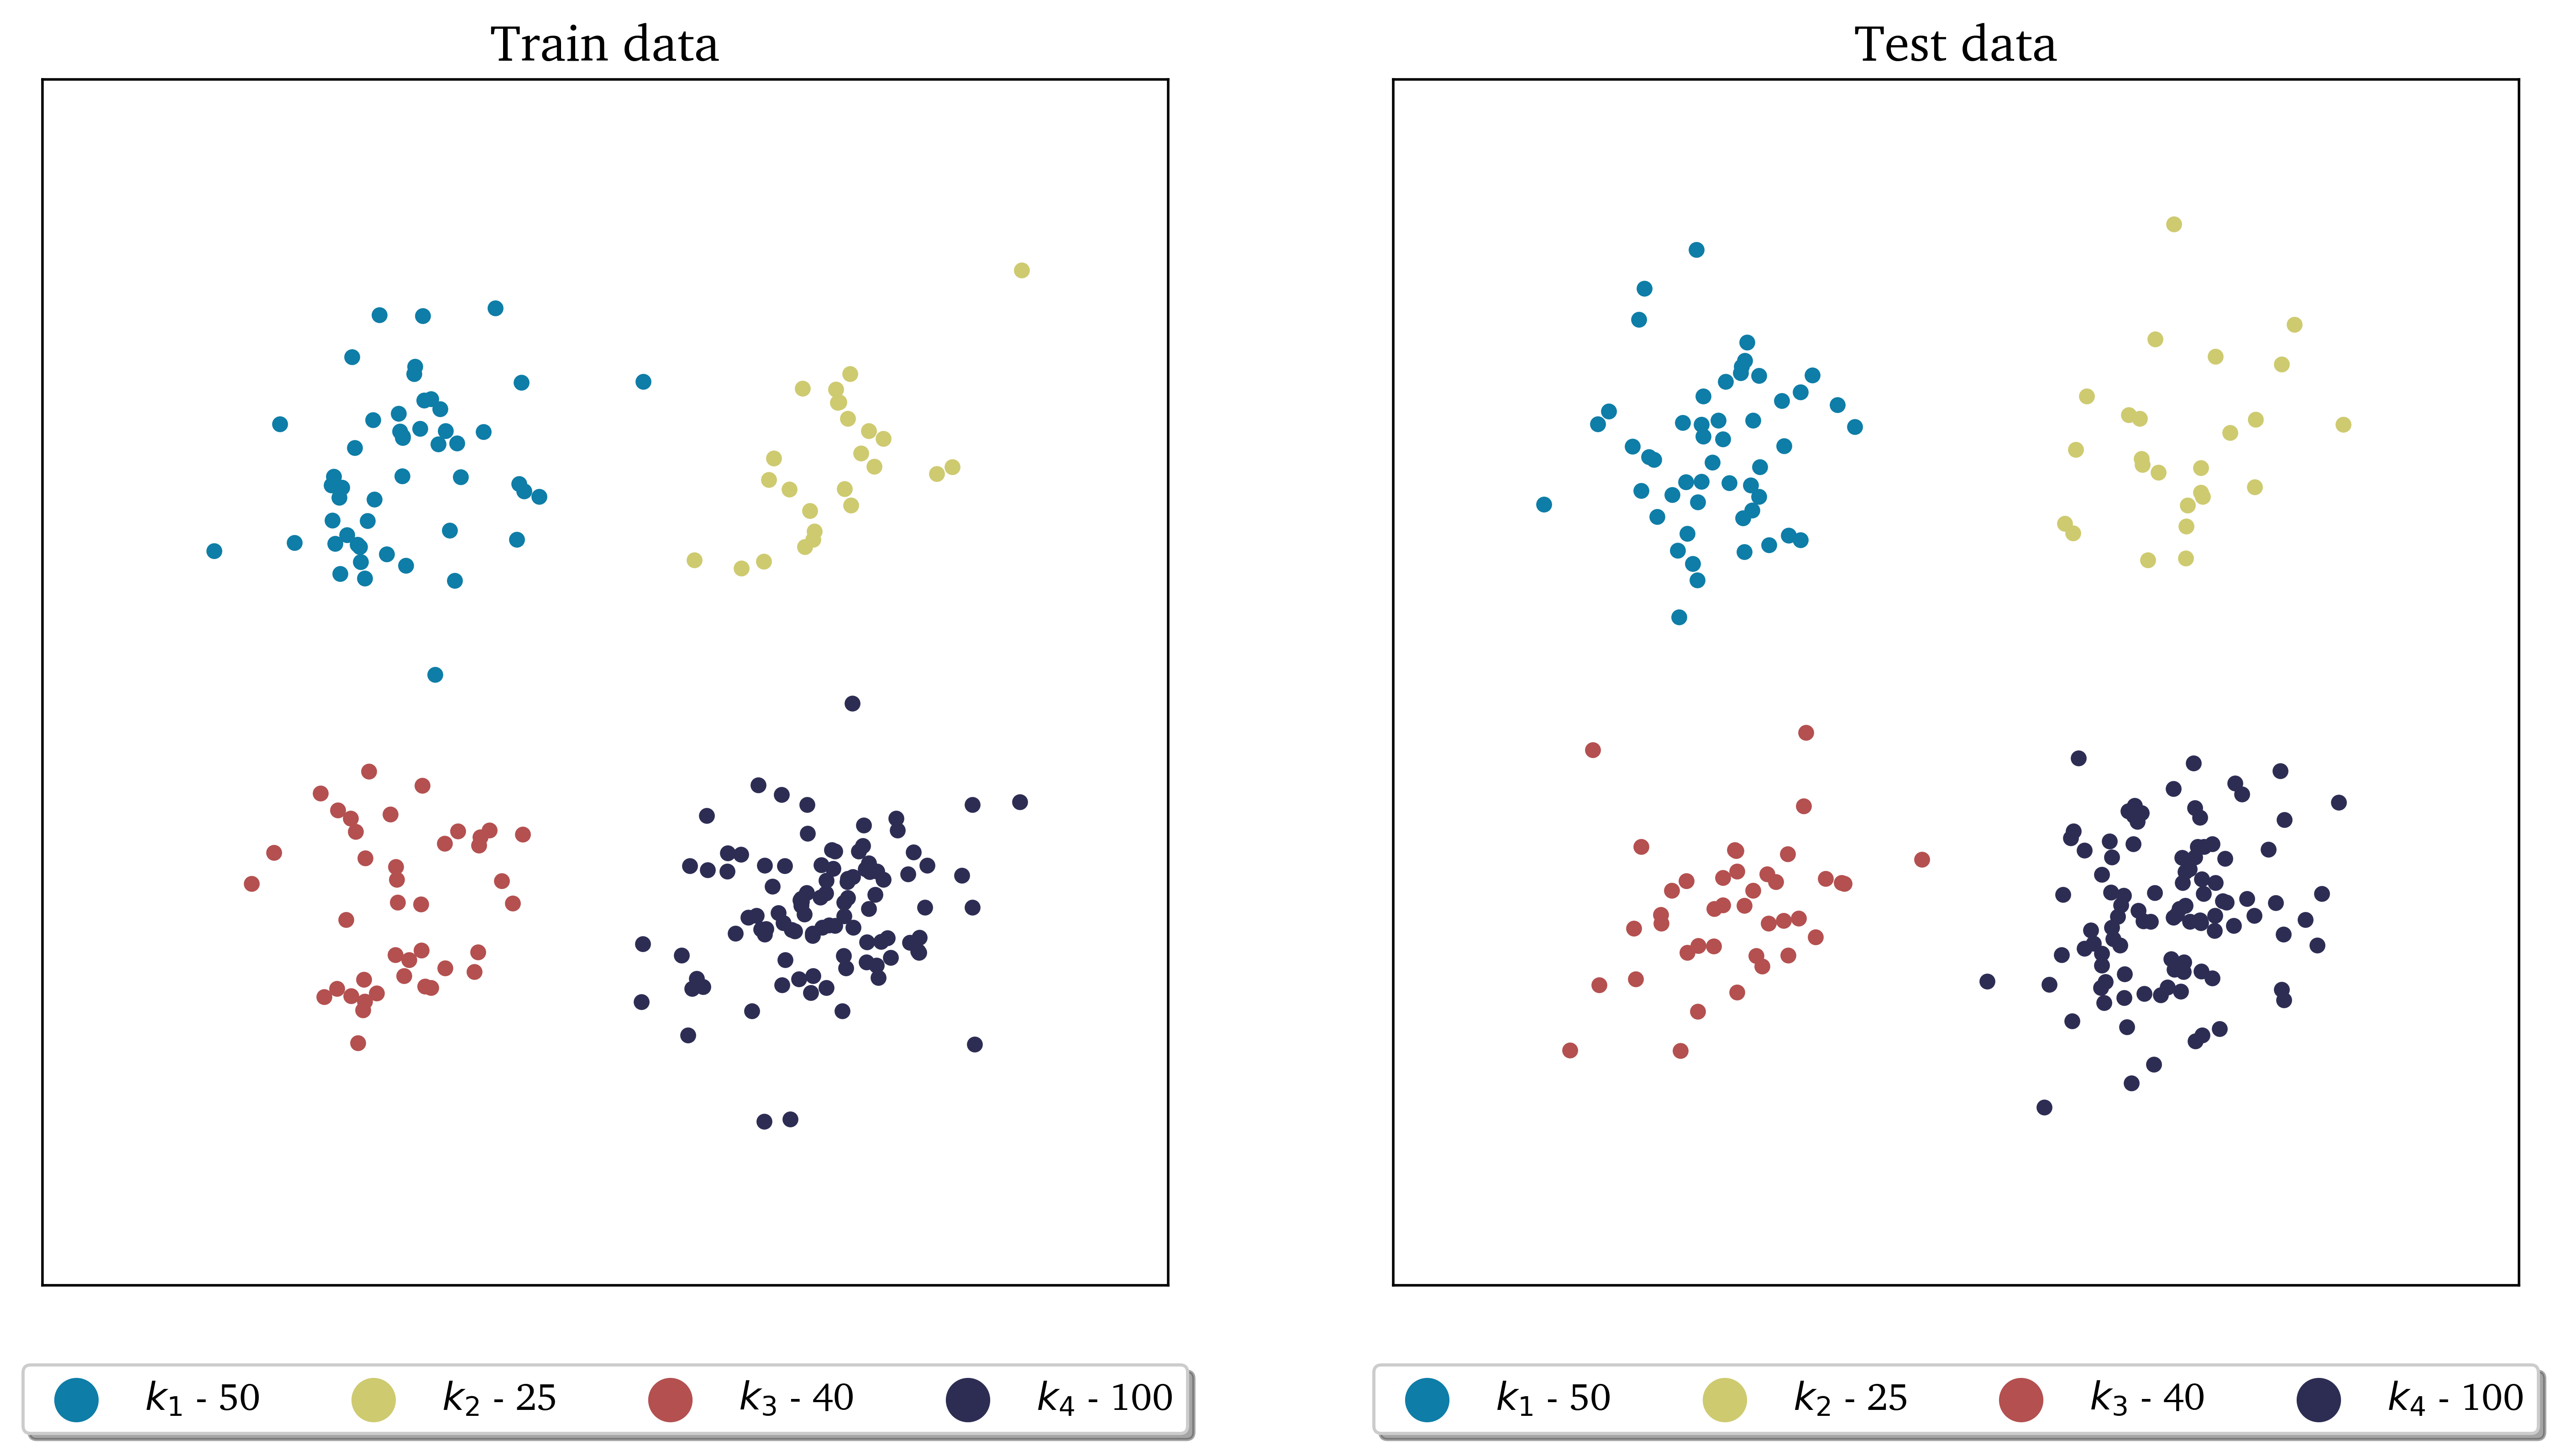 Train data
Test data
k₁ - 50 k₂ - 25 k₃ - 40 k₄ - 100
k₁ - 50 k₂ - 25 k₃ - 40 k₄ - 100